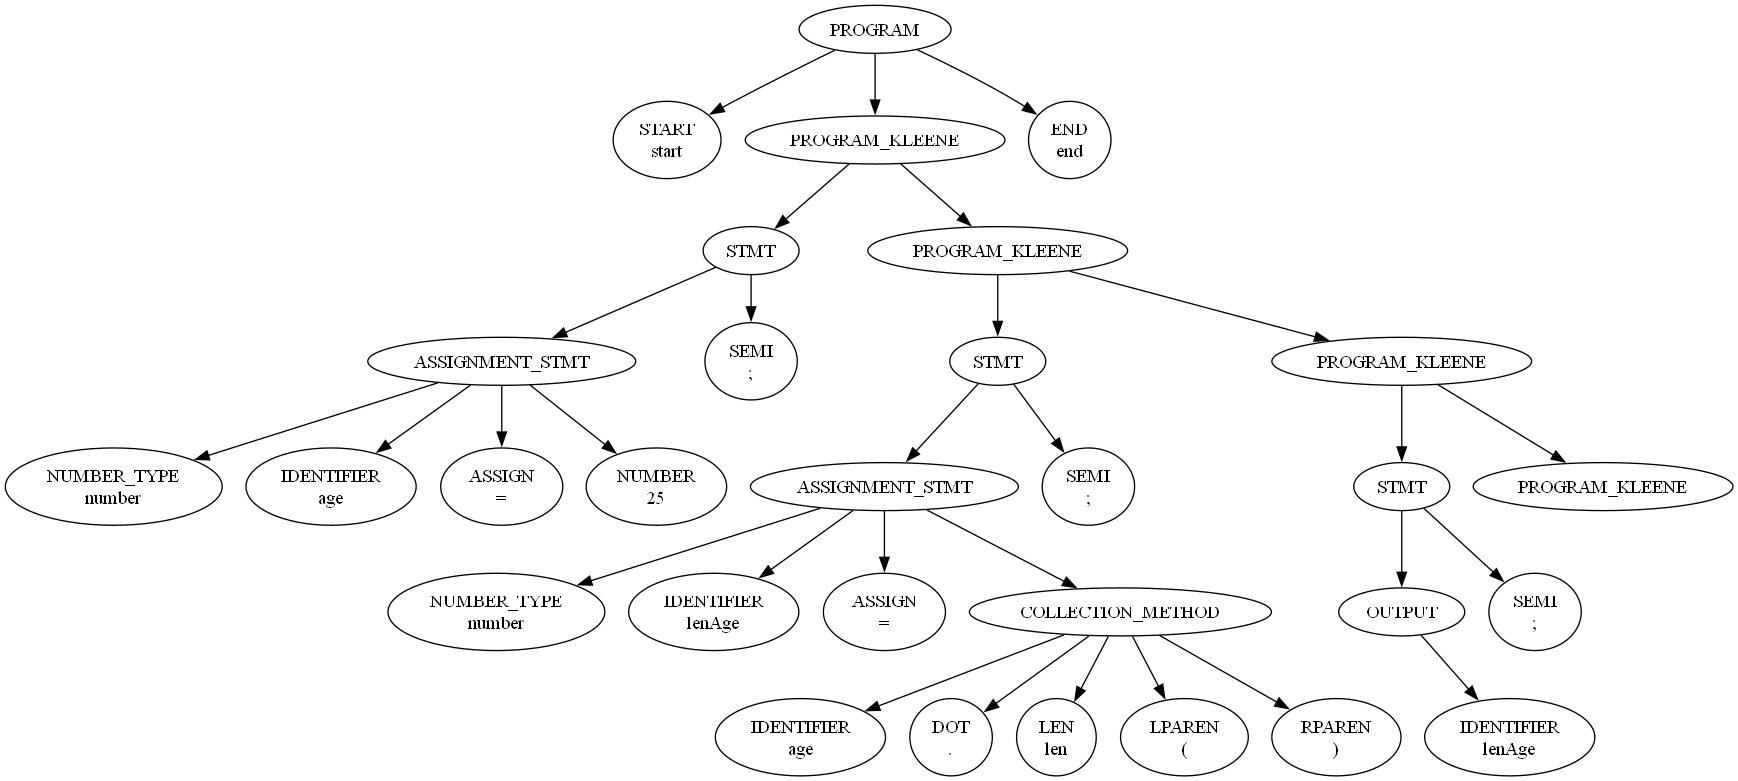 PROGRAM
START
start
PROGRAM_KLEENE
END
end
STMT
PROGRAM_KLEENE
ASSIGNMENT_STMT
SEMI
;
STMT
PROGRAM_KLEENE
NUMBER_TYPE
number
IDENTIFIER
age
ASSIGN
=
NUMBER
25
ASSIGNMENT_STMT
SEMI
;
STMT
PROGRAM_KLEENE
NUMBER_TYPE
number
IDENTIFIER
lenAge
ASSIGN
=
COLLECTION_METHOD
OUTPUT
SEMI
;
IDENTIFIER
age
DOT
.
LEN
len
LPAREN
(
RPAREN
)
IDENTIFIER
lenAge